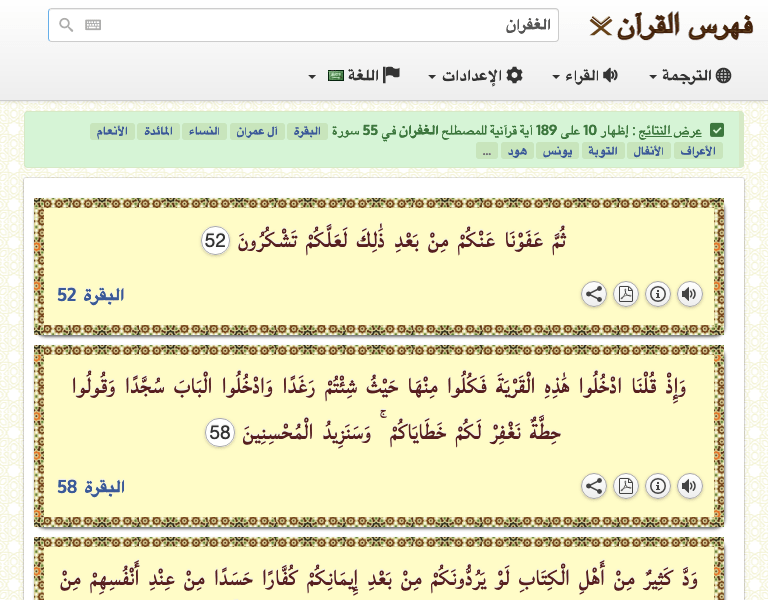 فهرس القرآن
الغفران
الترجمة القراء الإعدادات اللغة
عرض النتائج : إظهار 10 على 189 آية قرآنية للمصطلح الغفران في 55 سورة البقرة آل عمران النساء المائدة الأنعام
الأعراف الأنفال التوبة يونس هود ...
ثُمَّ عَفَوْنَا عَنْكُمْ مِنْ بَعْدِ ذَٰلِكَ لَعَلَّكُمْ تَشْكُرُونَ 52
البقرة 52
وَإِذْ قُلْنَا ادْخُلُوا هَٰذِهِ الْقَرْيَةَ فَكُلُوا مِنْهَا حَيْثُ شِئْتُمْ رَغَدًا وَادْخُلُوا الْبَابَ سُجَّدًا وَقُولُوا
حِطَّةٌ نَغْفِرْ لَكُمْ خَطَايَاكُمْ ۚ وَسَنَزِيدُ الْمُحْسِنِينَ 58
البقرة 58
وَدَّ كَثِيرٌ مِنْ أَهْلِ الْكِتَابِ لَوْ يَرُدُّونَكُمْ مِنْ بَعْدِ إِيمَانِكُمْ كُفَّارًا حَسَدًا مِنْ عِنْدِ أَنْفُسِهِمْ مِنْ